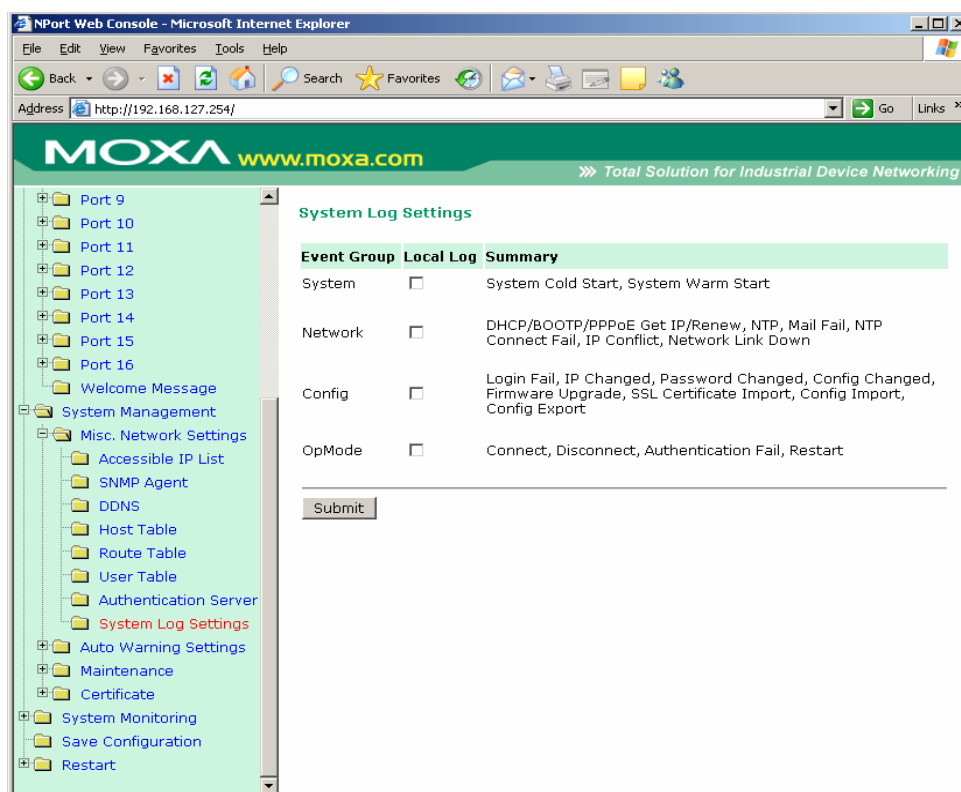 NPort Web Console - Microsoft Internet Explorer
File Edit View Favorites Tools Help
Back Search Favorites
Address http://192.168.127.254/ Go Links »
MOXA www.moxa.com
Total Solution for Industrial Device Networking
Port 9
Port 10
Port 11
Port 12
Port 13
Port 14
Port 15
Port 16
Welcome Message
System Management
Misc. Network Settings
Accessible IP List
SNMP Agent
DDNS
Host Table
Route Table
User Table
Authentication Server
System Log Settings
Auto Warning Settings
Maintenance
Certificate
System Monitoring
Save Configuration
Restart
System Log Settings
Event Group Local Log Summary
System System Cold Start, System Warm Start
Network DHCP/BOOTP/PPPoE Get IP/Renew, NTP, Mail Fail, NTP
Connect Fail, IP Conflict, Network Link Down
Config Login Fail, IP Changed, Password Changed, Config Changed,
Firmware Upgrade, SSL Certificate Import, Config Import,
Config Export
OpMode Connect, Disconnect, Authentication Fail, Restart
Submit